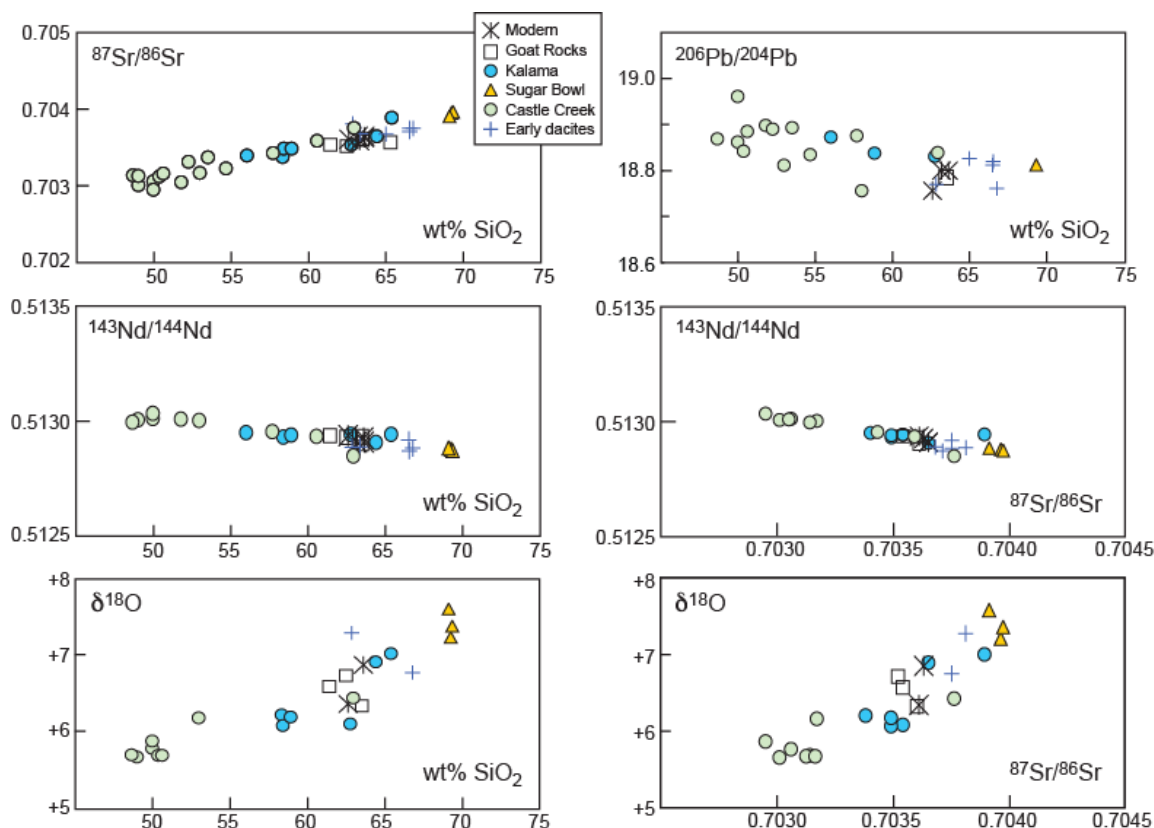 0.705
0.704
0.703
0.702
87Sr/86Sr
wt% SiO2
50 55 60 65 70 75
Modern
Goat Rocks
Kalama
Sugar Bowl
Castle Creek
Early dacites
206Pb/204Pb
19.0
18.8
18.6
wt% SiO2
50 55 60 65 70 75
0.5135
0.5130
0.5125
143Nd/144Nd
wt% SiO2
50 55 60 65 70 75
0.5135
0.5130
0.5125
143Nd/144Nd
87Sr/86Sr
0.7030 0.7035 0.7040 0.7045
+8
+7
+6
+5
δ18O
wt% SiO2
50 55 60 65 70 75
+8
+7
+6
+5
δ18O
87Sr/86Sr
0.7030 0.7035 0.7040 0.7045